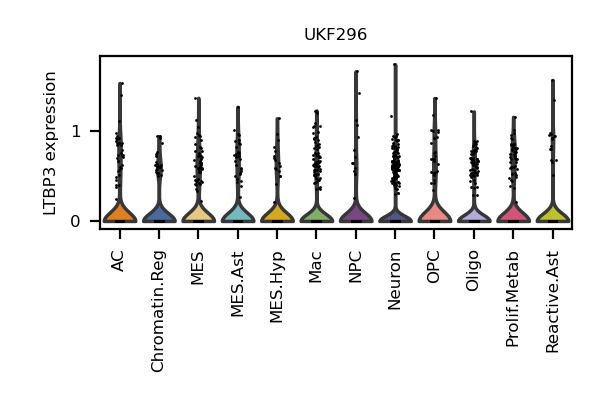 UKF296
LTBP3 expression
1
0
AC
Chromatin.Reg
MES
MES.Ast
MES.Hyp
Mac
NPC
Neuron
OPC
Oligo
Prolif.Metab
Reactive.Ast